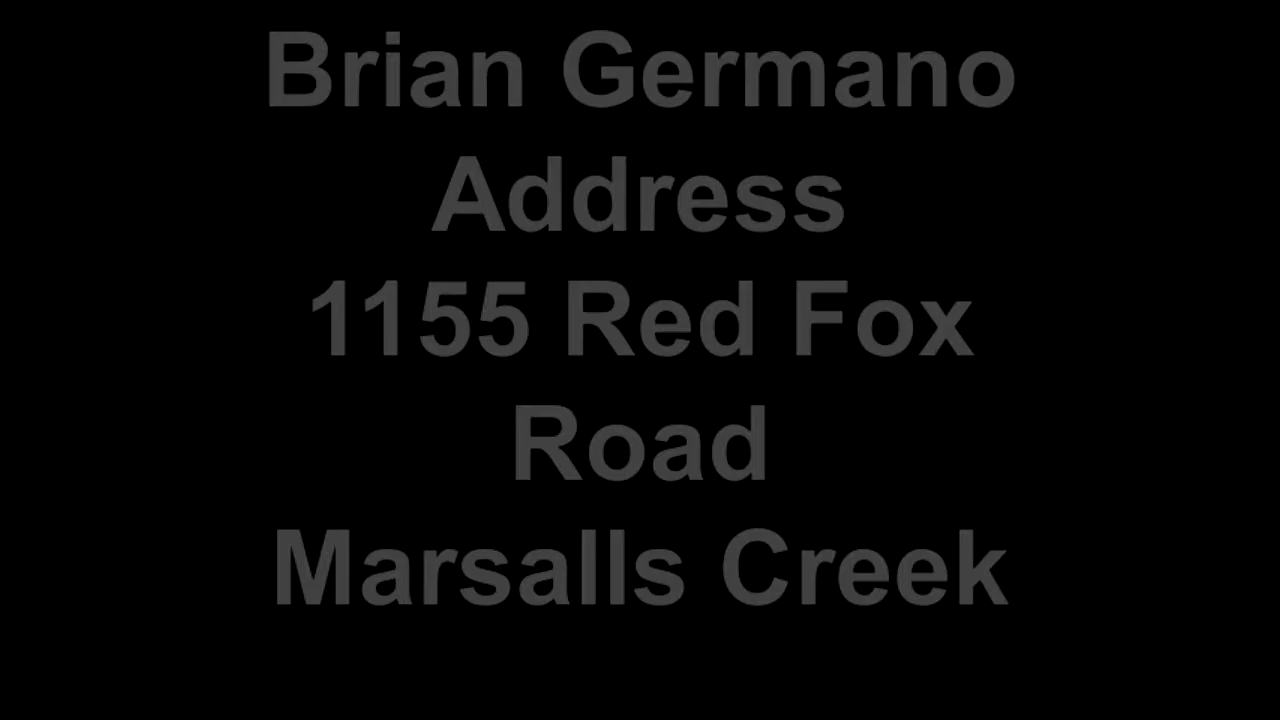 Brian Germano
Address
1155 Red Fox
Road
Marsalls Creek